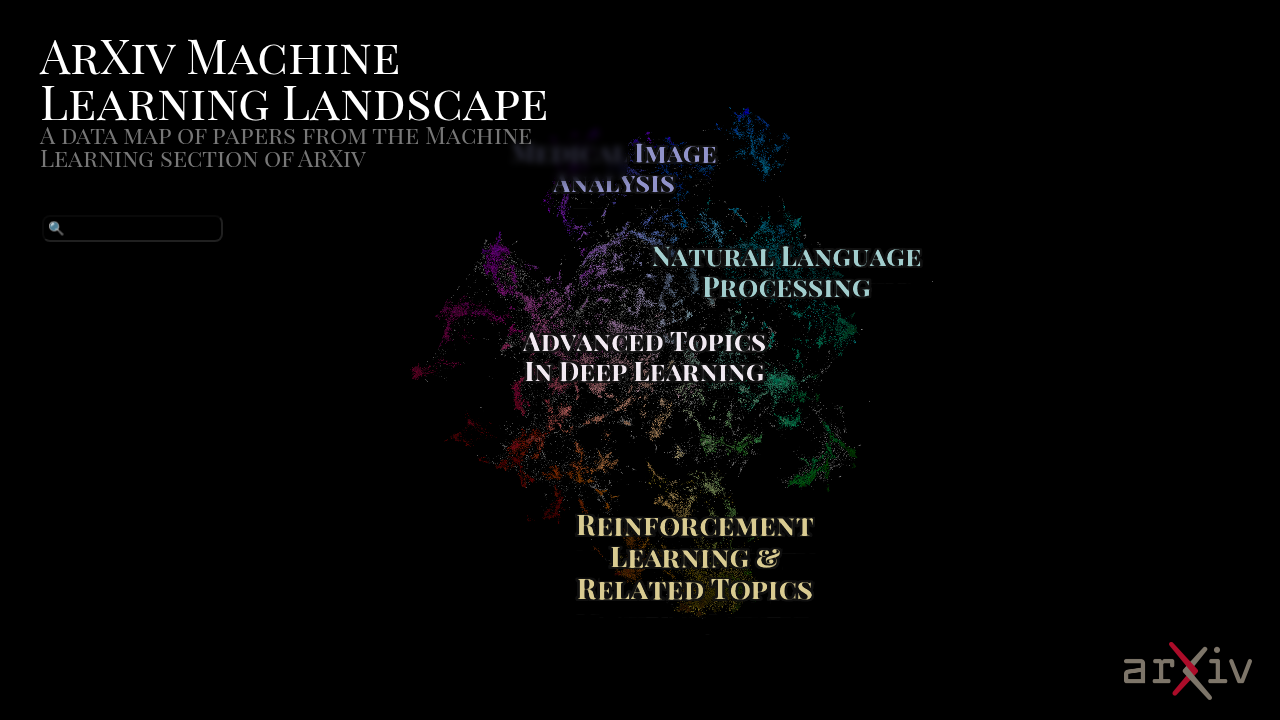 ArXiv Machine
Learning Landscape
A data map of papers from the Machine
Learning section of ArXiv
Medical Image
Analysis
Natural Language
Processing
Advanced Topics
In Deep Learning
Reinforcement
Learning &
Related Topics
arXiv